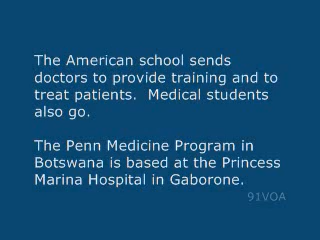 The American school sends
doctors to provide training and to
treat patients.  Medical students
also go.

The Penn Medicine Program in
Botswana is based at the Princess
Marina Hospital in Gaborone.
91VOA